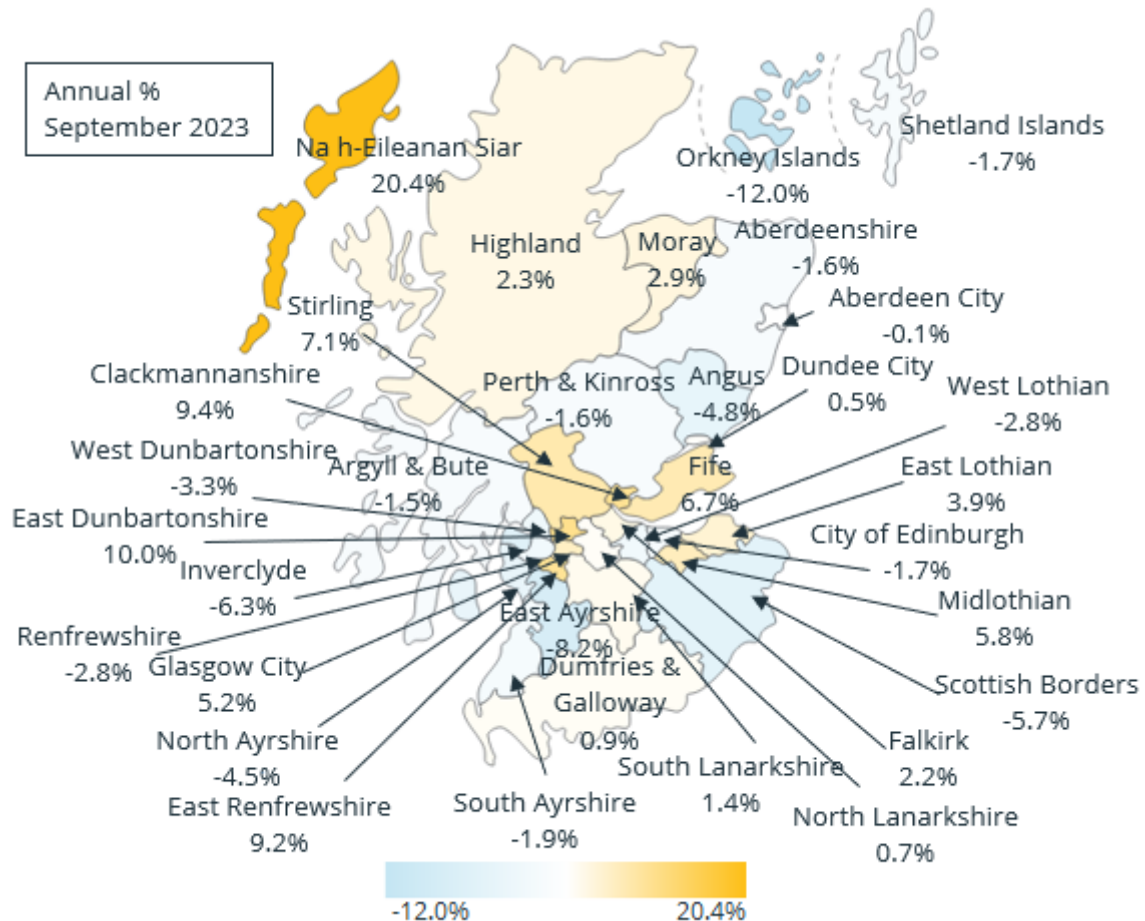 Annual %
September 2023
Na h-Eileanan Siar
20.4%
Orkney Islands
-12.0%
Shetland Islands
-1.7%
Highland
2.3%
Moray
2.9%
Aberdeenshire
-1.6%
Stirling
7.1%
Aberdeen City
-0.1%
Clackmannanshire
9.4%
Perth & Kinross
-1.6%
Angus
-4.8%
Dundee City
0.5%
West Lothian
-2.8%
West Dunbartonshire
-3.3%
Argyll & Bute
-1.5%
Fife
6.7%
East Lothian
3.9%
East Dunbartonshire
10.0%
City of Edinburgh
-1.7%
Inverclyde
-6.3%
Midlothian
5.8%
East Ayrshire
-8.2%
Renfrewshire
-2.8%
Glasgow City
5.2%
Dumfries &
Galloway
0.9%
Scottish Borders
-5.7%
North Ayrshire
-4.5%
Falkirk
2.2%
South Lanarkshire
1.4%
East Renfrewshire
9.2%
South Ayrshire
-1.9%
North Lanarkshire
0.7%
-12.0%
20.4%